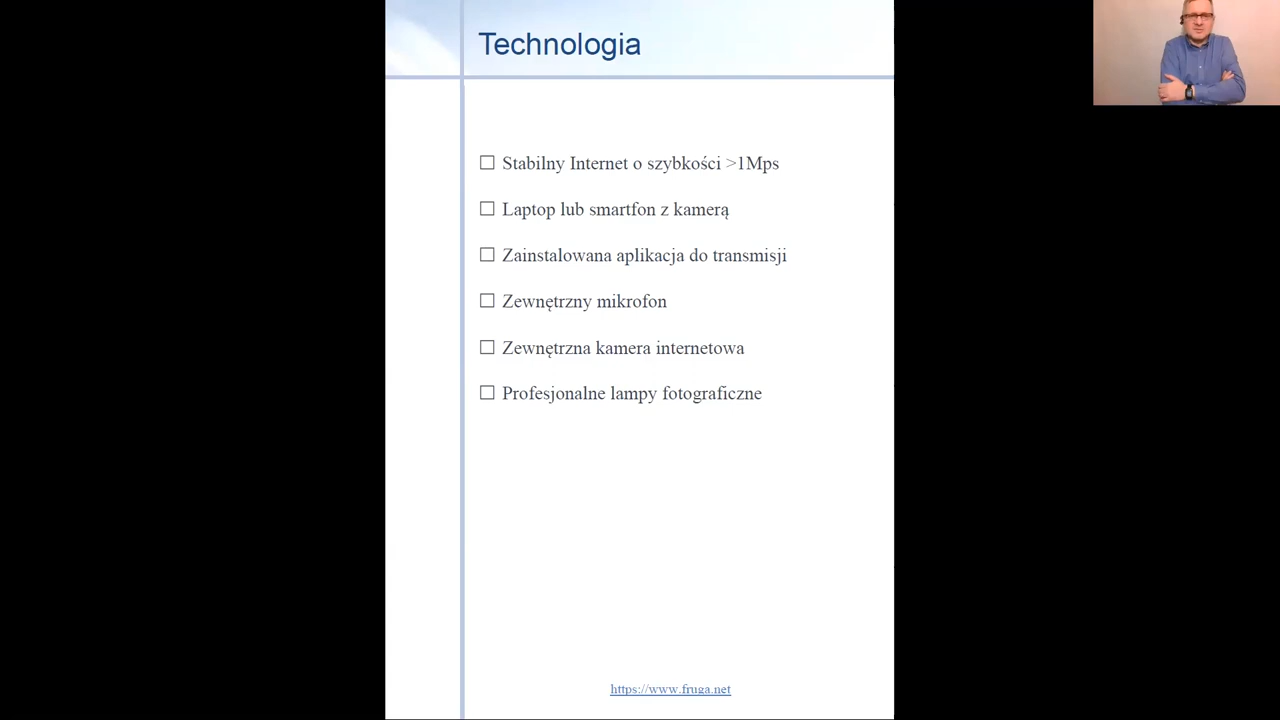 Technologia
☐ Stabilny Internet o szybkości >1Mps
☐ Laptop lub smartfon z kamerą
☐ Zainstalowana aplikacja do transmisji
☐ Zewnętrzny mikrofon
☐ Zewnętrzna kamera internetowa
☐ Profesjonalne lampy fotograficzne
https://www.fruga.net